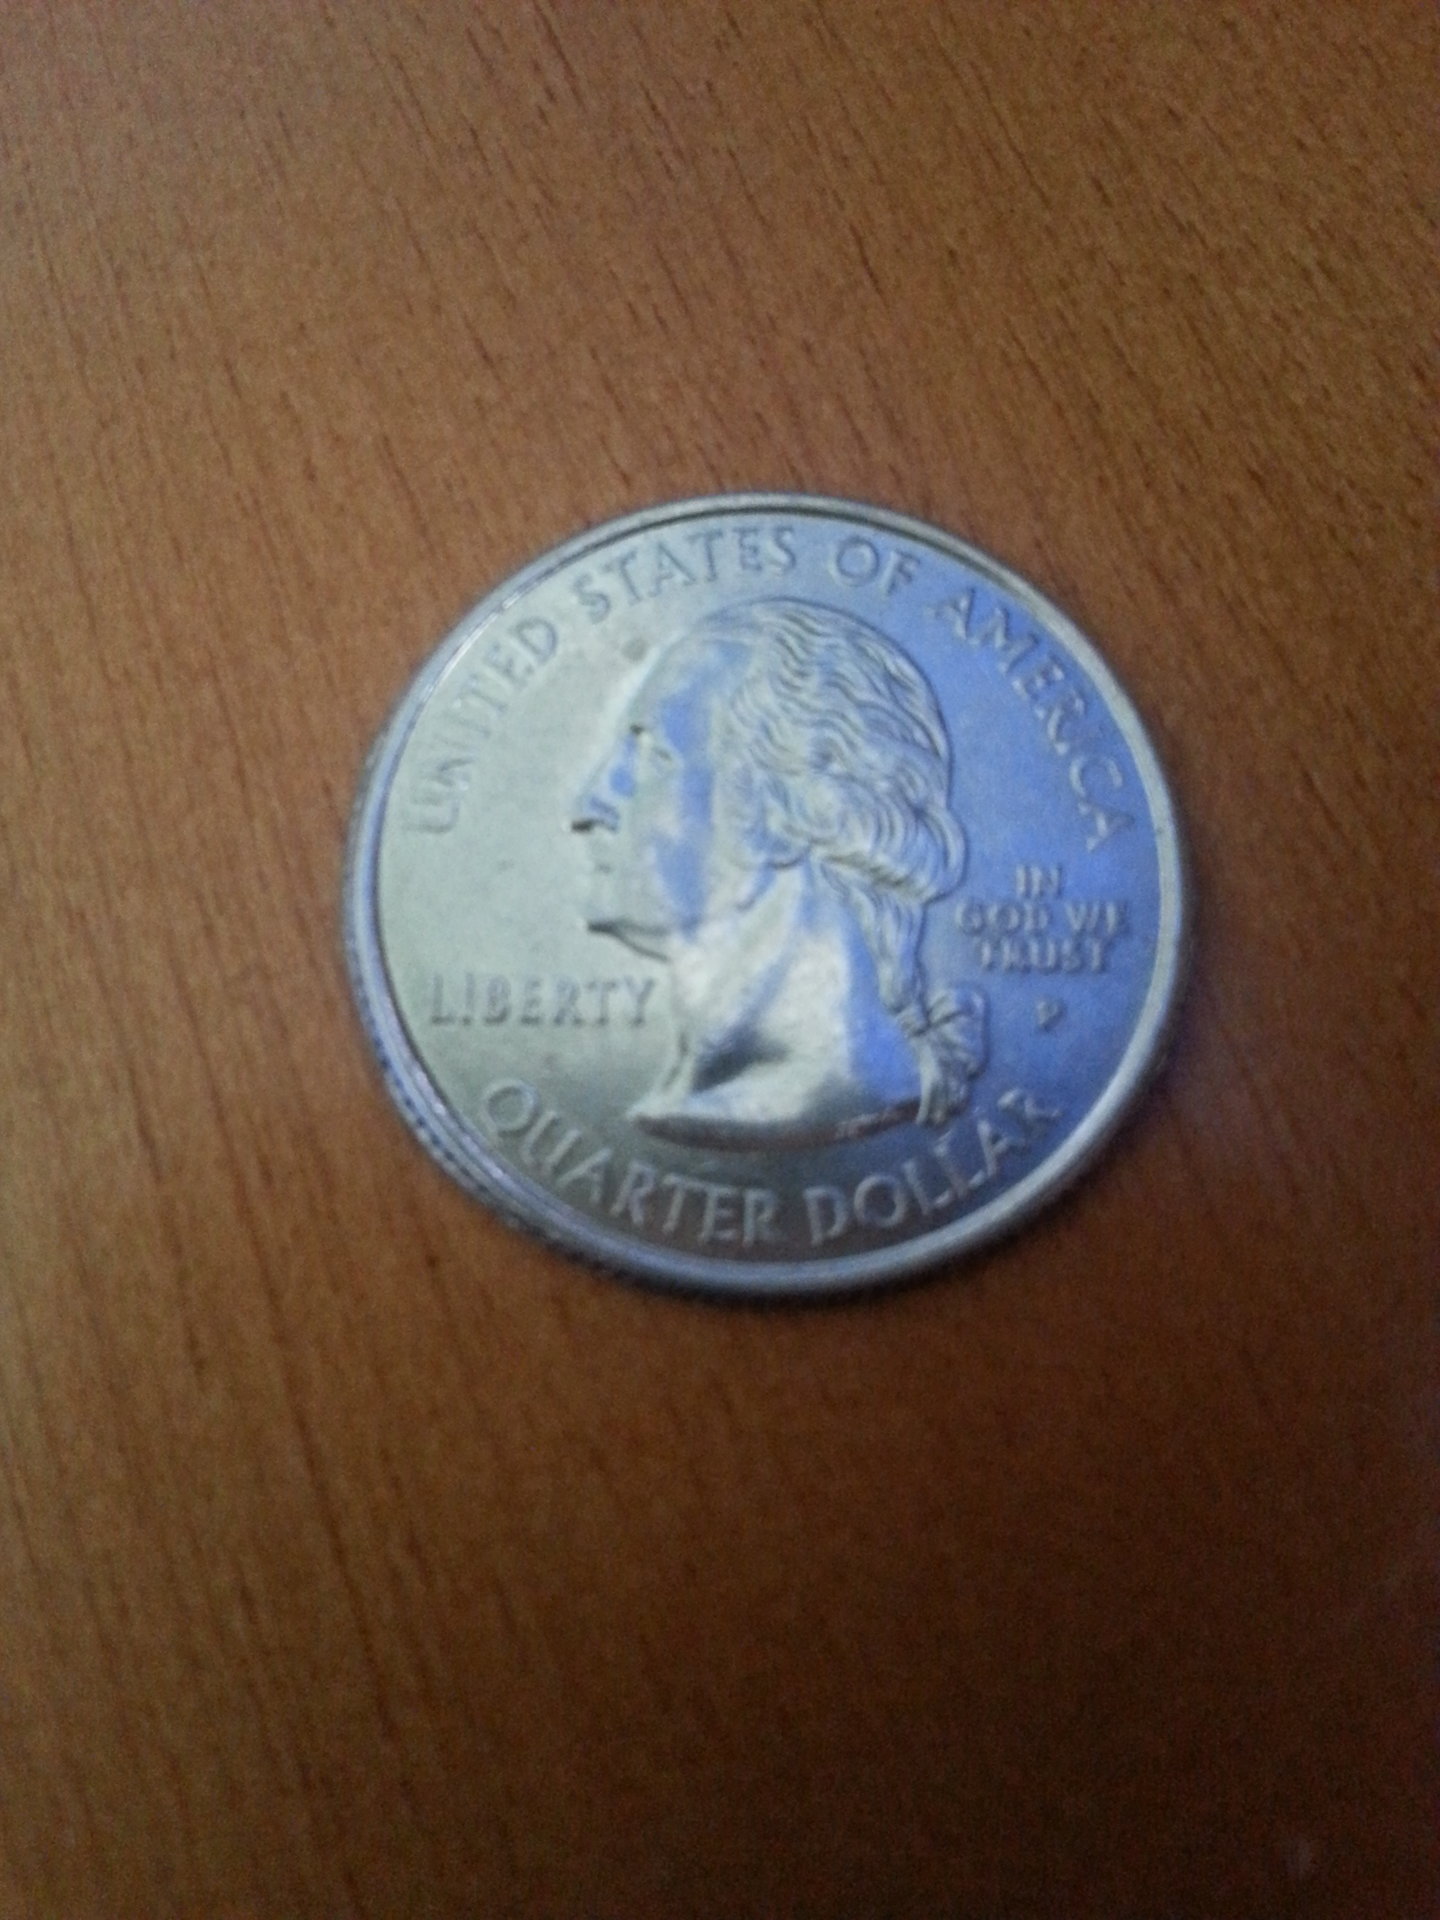 UNITED STATES OF AMERICA
LIBERTY
IN
GOD WE
TRUST
P
QUARTER DOLLAR